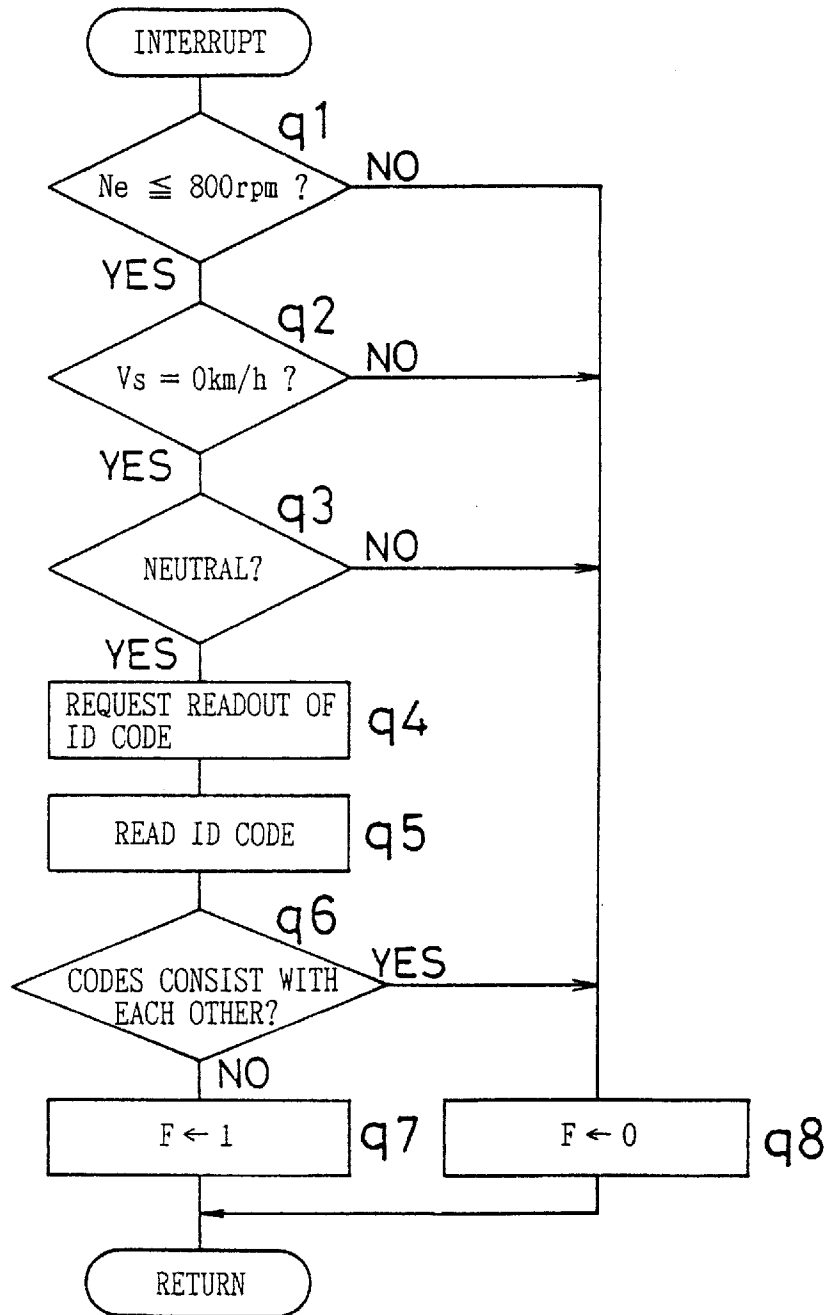 INTERRUPT
q1
Ne ≦ 800rpm ?
NO
YES
q2
Vs = 0km/h ?
NO
YES
q3
NEUTRAL?
NO
YES
REQUEST READOUT OF
ID CODE
q4
READ ID CODE
q5
q6
CODES CONSIST WITH
EACH OTHER?
YES
NO
F ← 1
q7
F ← 0
q8
RETURN